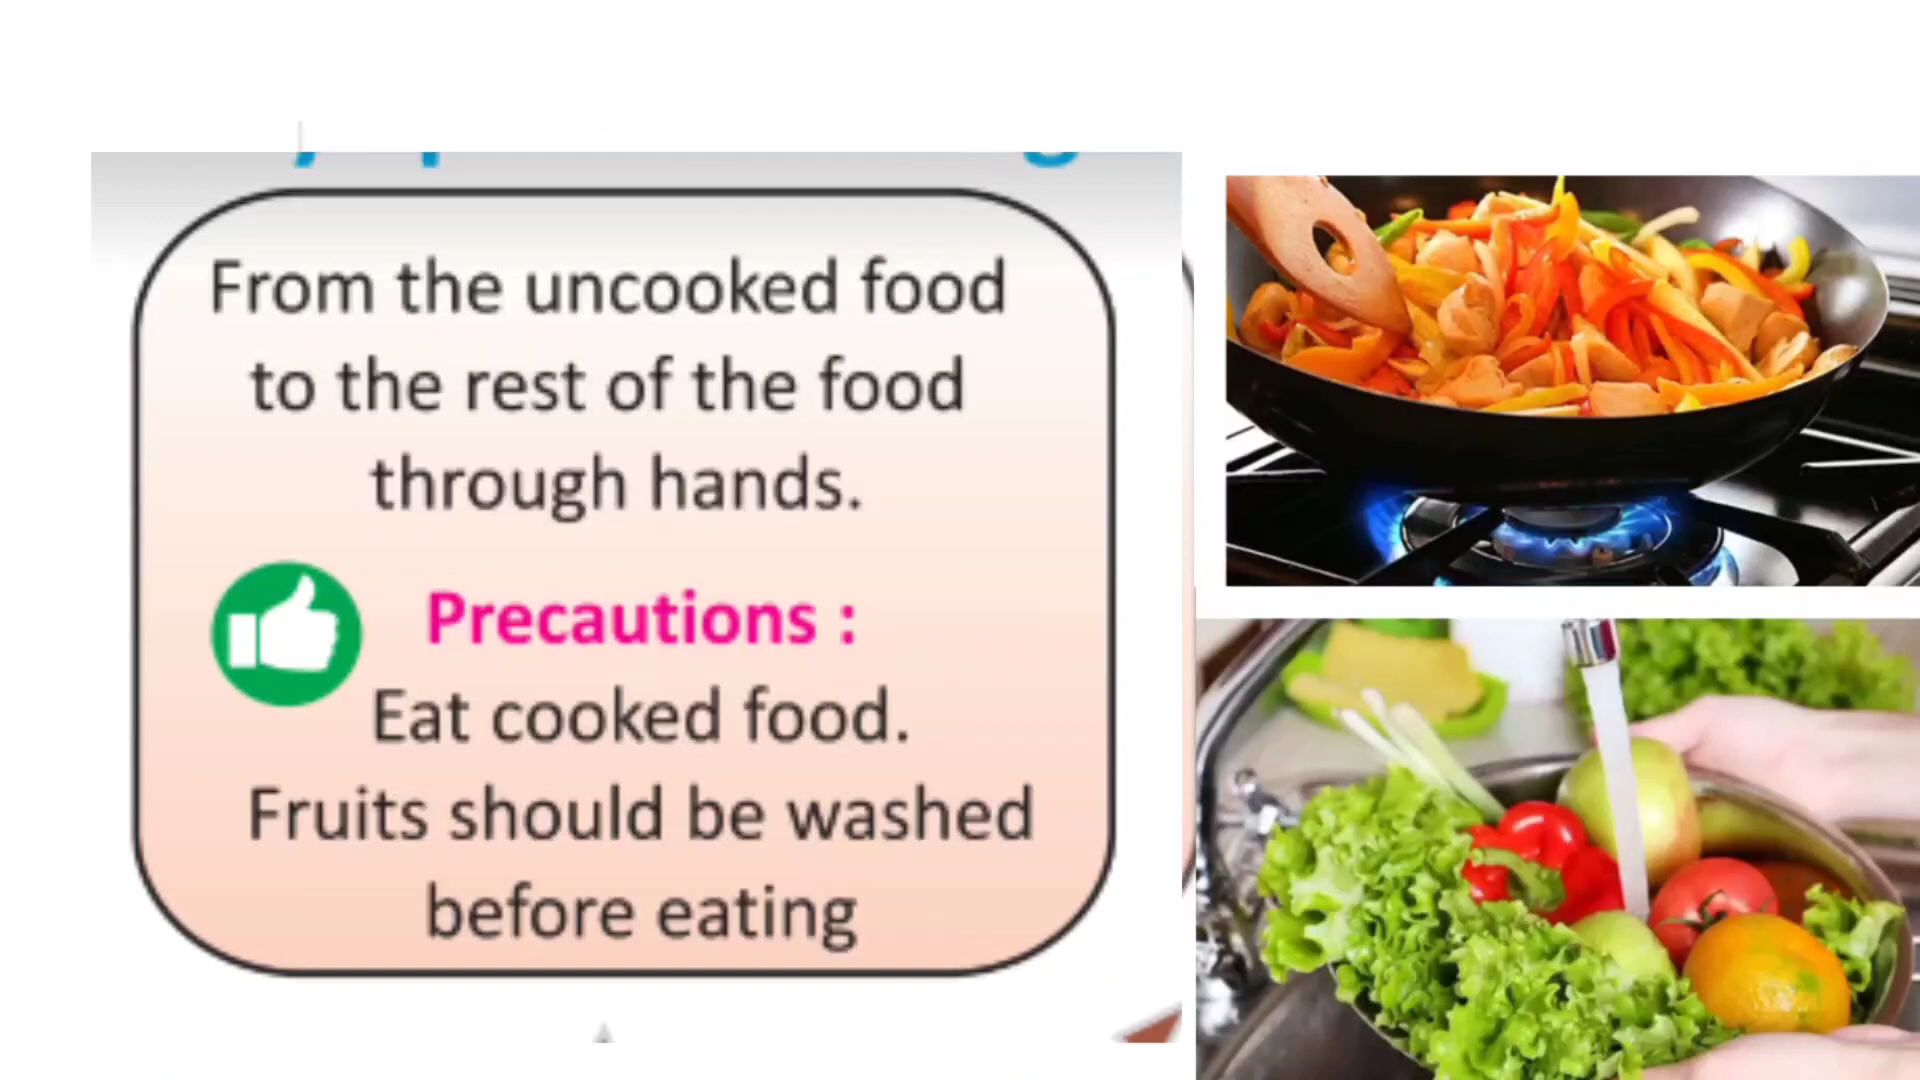 From the uncooked food
to the rest of the food
through hands.
Precautions :
Eat cooked food.
Fruits should be washed
before eating